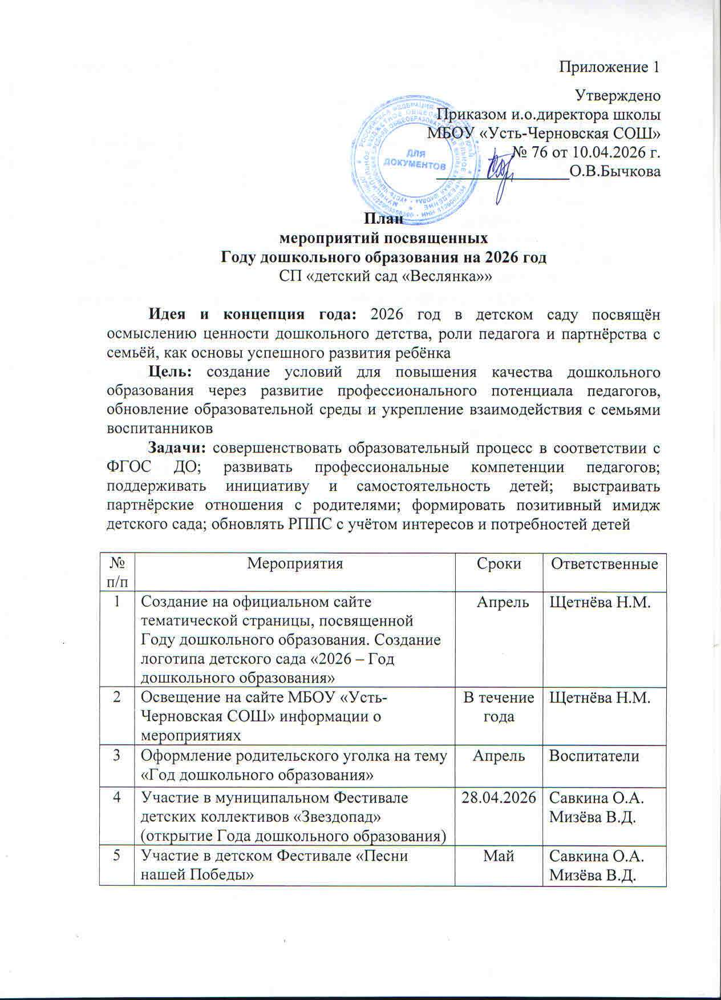 Приложение 1
Утверждено
Приказом и.о.директора школы
МБОУ «Усть-Черновская СОШ»
№ 76 от 10.04.2026 г.
О.В.Бычкова
ДЛЯ
ДОКУМЕНТОВ
План
мероприятий посвященных
Году дошкольного образования на 2026 год
СП «детский сад «Веслянка»»
Идея и концепция года: 2026 год в детском саду посвящён
осмыслению ценности дошкольного детства, роли педагога и партнёрства с
семьёй, как основы успешного развития ребёнка
Цель: создание условий для повышения качества дошкольного
образования через развитие профессионального потенциала педагогов,
обновление образовательной среды и укрепление взаимодействия с семьями
воспитанников
Задачи: совершенствовать образовательный процесс в соответствии с
ФГОС ДО; развивать профессиональные компетенции педагогов;
поддерживать инициативу и самостоятельность детей; выстраивать
партнёрские отношения с родителями; формировать позитивный имидж
детского сада; обновлять РППС с учётом интересов и потребностей детей
№ п/п Мероприятия Сроки Ответственные
1 Создание на официальном сайте Апрель Щетнёва Н.М.
тематической страницы, посвященной
Году дошкольного образования. Создание
логотипа детского сада «2026 – Год
дошкольного образования»
2 Освещение на сайте МБОУ «Усть- В течение Щетнёва Н.М.
Черновская СОШ» информации о года
мероприятиях
3 Оформление родительского уголка на тему Апрель Воспитатели
«Год дошкольного образования»
4 Участие в муниципальном Фестивале 28.04.2026 Савкина О.А.
детских коллективов «Звездопад» Мизёва В.Д.
(открытие Года дошкольного образования)
5 Участие в детском Фестивале «Песни Май Савкина О.А.
нашей Победы» Мизёва В.Д.